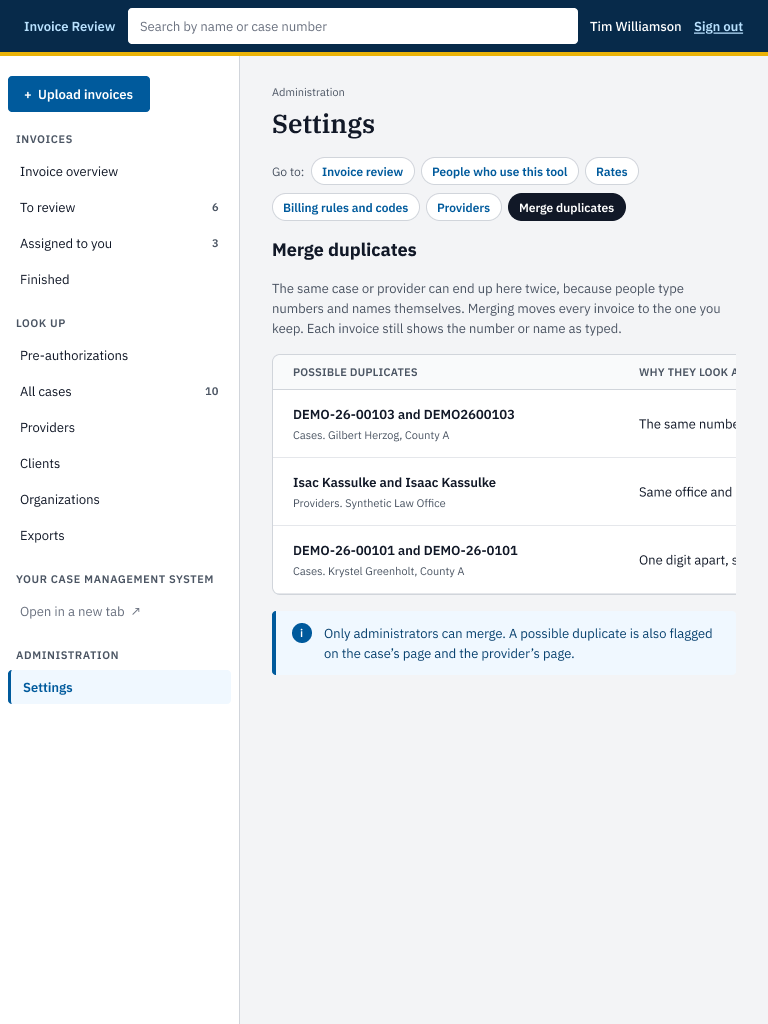 Invoice Review
Search by name or case number
Tim Williamson
Sign out
+ Upload invoices
INVOICES
Invoice overview
To review 6
Assigned to you 3
Finished
LOOK UP
Pre-authorizations
All cases 10
Providers
Clients
Organizations
Exports
YOUR CASE MANAGEMENT SYSTEM
Open in a new tab ↗
ADMINISTRATION
Settings
Administration
Settings
Go to: Invoice review People who use this tool Rates
Billing rules and codes Providers Merge duplicates
Merge duplicates
The same case or provider can end up here twice, because people type
numbers and names themselves. Merging moves every invoice to the one you
keep. Each invoice still shows the number or name as typed.
POSSIBLE DUPLICATES WHY THEY LOOK
DEMO-26-00103 and DEMO2600103
Cases. Gilbert Herzog, County A
The same
Isac Kassulke and Isaac Kassulke
Providers. Synthetic Law Office
Same office and
DEMO-26-00101 and DEMO-26-0101
Cases. Krystel Greenholt, County A
One digit apart,
i
Only administrators can merge. A possible duplicate is also flagged
on the case’s page and the provider’s page.